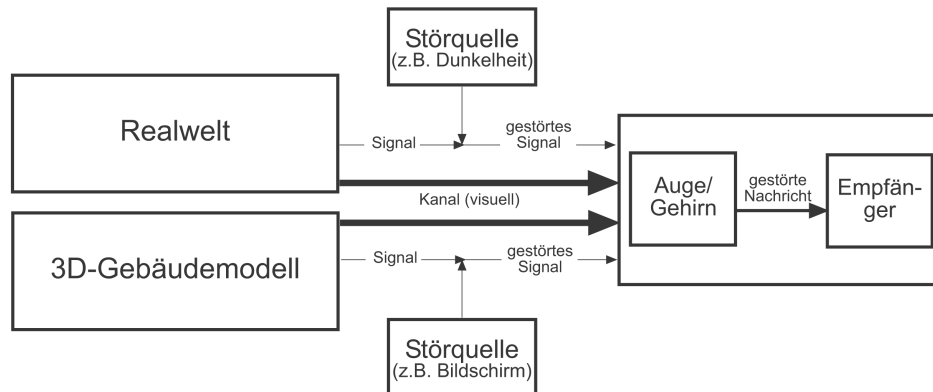 Störquelle
(z.B. Dunkelheit)
Realwelt
Signal
gestörtes
Signal
Kanal (visuell)
Auge/
Gehirn
gestörte
Nachricht
Empfän-
ger
3D-Gebäudemodell
Signal
gestörtes
Signal
Störquelle
(z.B. Bildschirm)